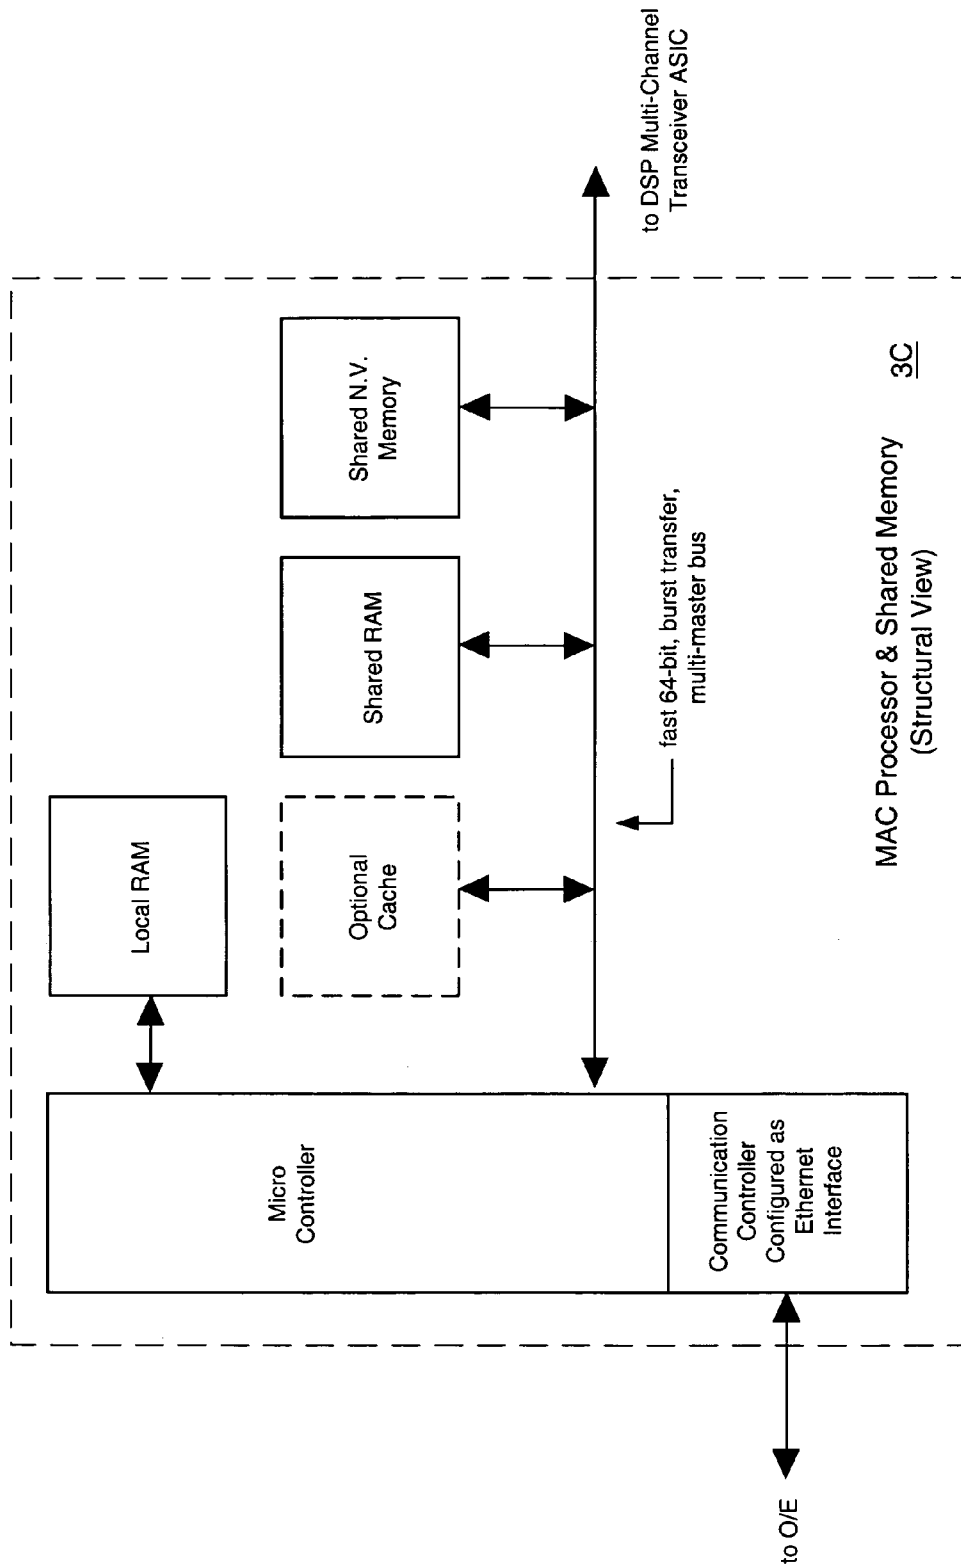 Local RAM
Micro
Controller
Optional
Cache
Shared RAM
Shared N.V.
Memory
to DSP Multi-Channel
Transceiver ASIC
fast 64-bit, burst transfer,
multi-master bus
Communication
Controller
Configured as
Ethernet
Interface
to O/E
MAC Processor & Shared Memory
(Structural View)
3C